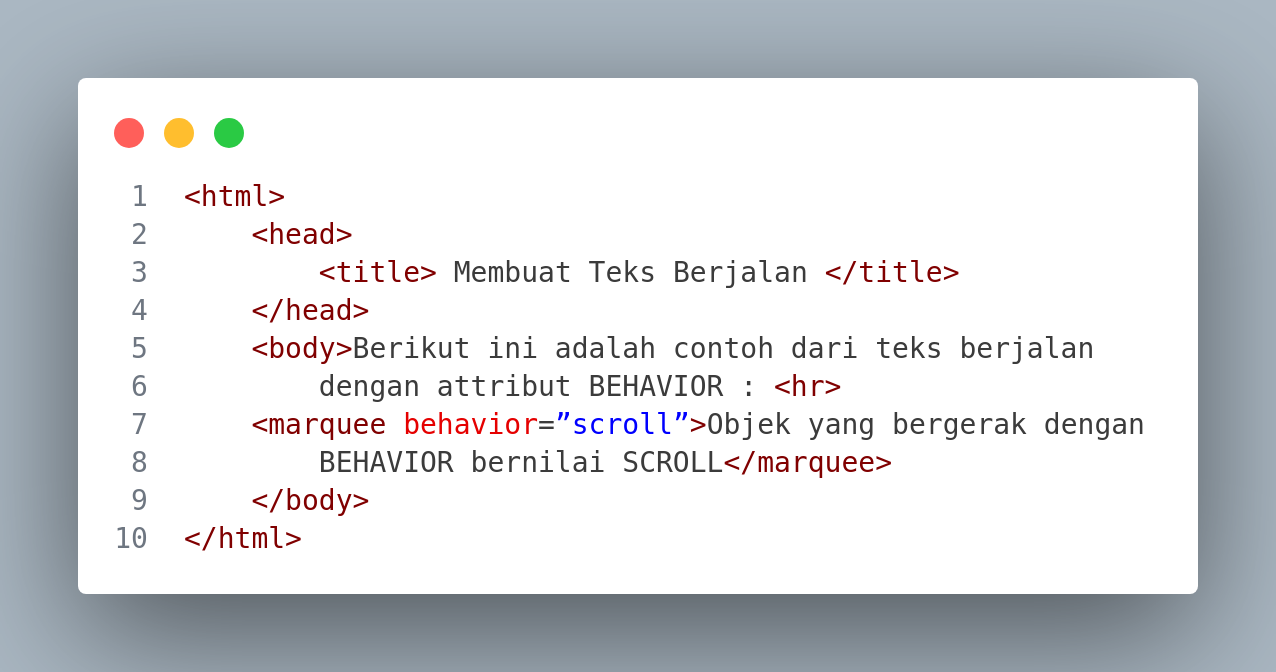 1 <html>
2     <head>
3         <title> Membuat Teks Berjalan </title>
4     </head>
5     <body>Berikut ini adalah contoh dari teks berjalan
6         dengan attribut BEHAVIOR : <hr>
7     <marquee behavior=”scroll”>Objek yang bergerak dengan
8         BEHAVIOR bernilai SCROLL</marquee>
9     </body>
10 </html>